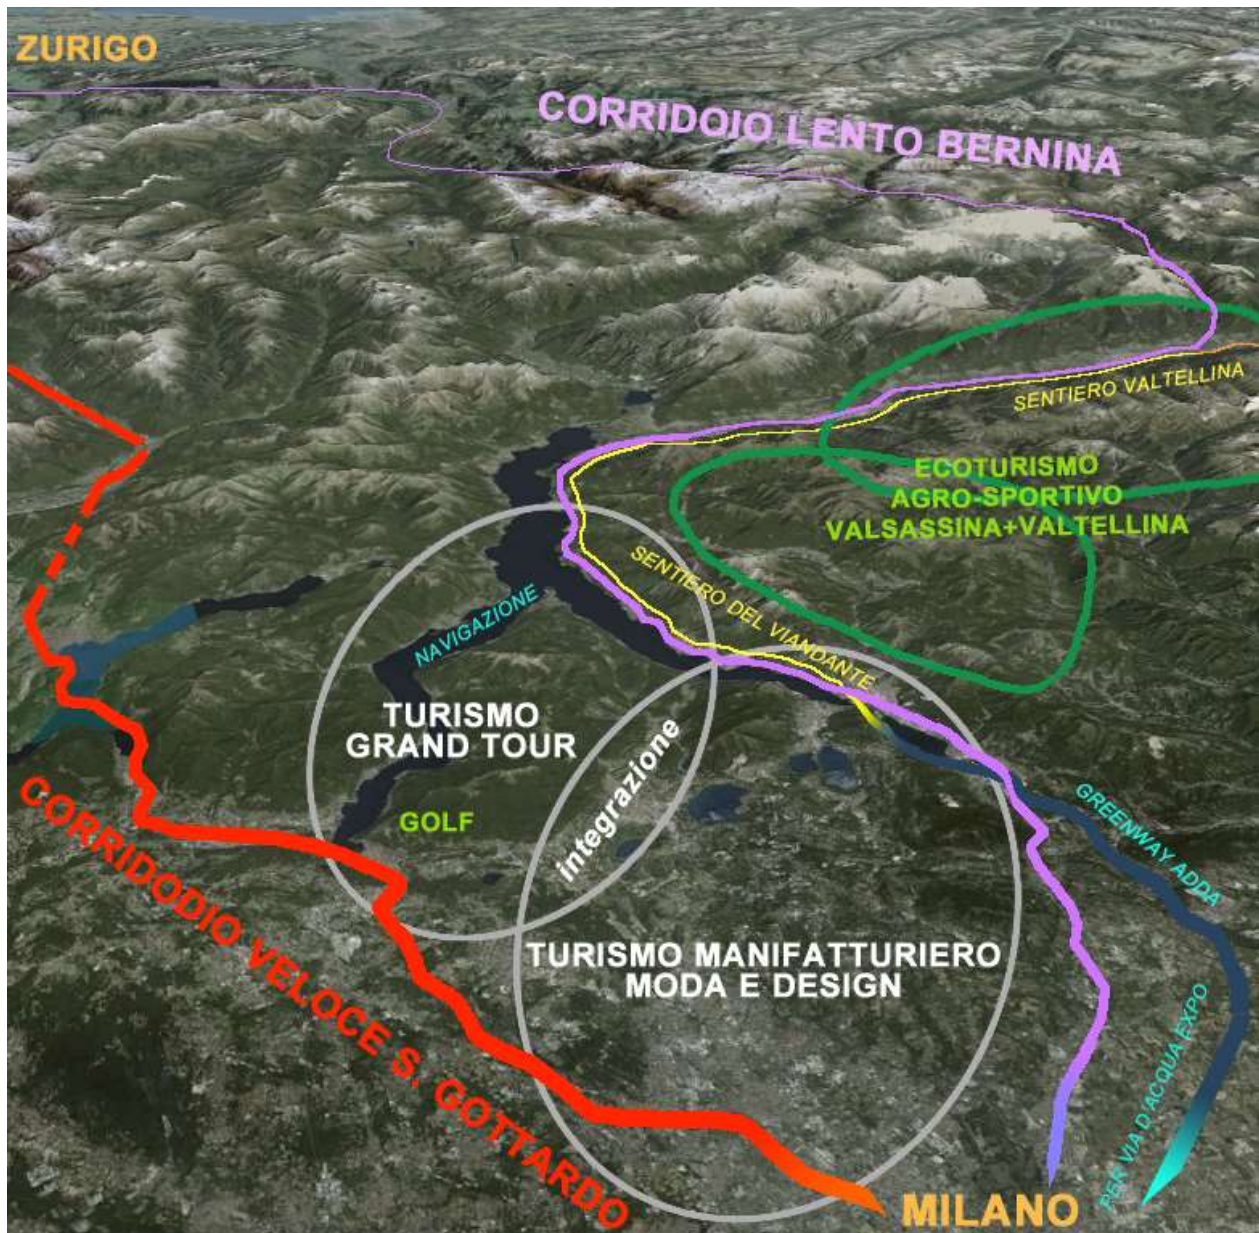 ZURIGO
CORRIDOIO LENTO BERNINA
SENTIERO VALTELLINA
ECOTURISMO
AGRO-SPORTIVO
VALSASSINA+VALTELLINA
SENTIERO DEL VIANDANTE
NAVIGAZIONE
TURISMO
GRAND TOUR
integrazione
GOLF
GREENWAY ADDA
CORRIDODIO VELOCE S. GOTTARDO
TURISMO MANIFATTURIERO
MODA E DESIGN
PER VIA D'ACQUA EXPO
MILANO